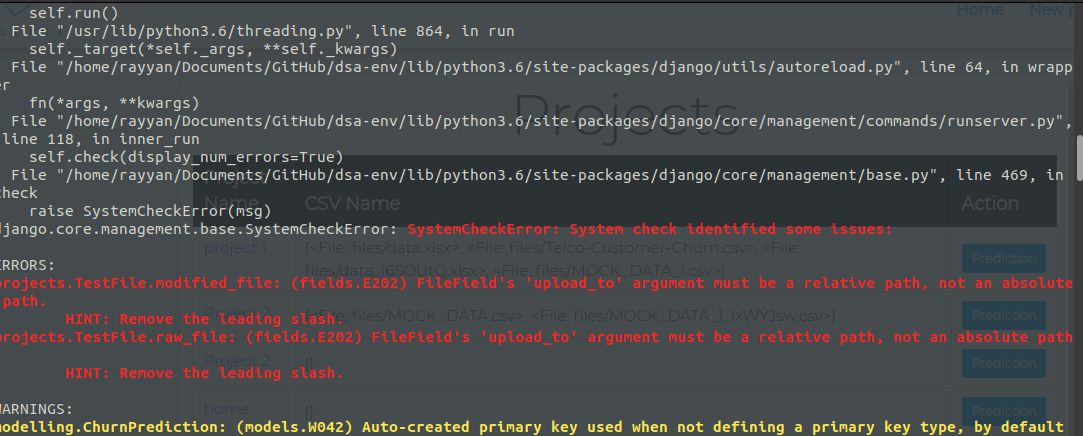 Home New p
self.run()
File "/usr/lib/python3.6/threading.py", line 864, in run
self._target(*self._args, **self._kwargs)
File "/home/rayyan/Documents/GitHub/dsa-env/lib/python3.6/site-packages/django/utils/autoreload.py", line 64, in wrapp
er
fn(*args, **kwargs)
Projects
File "/home/rayyan/Documents/GitHub/dsa-env/lib/python3.6/site-packages/django/core/management/commands/runserver.py",
line 118, in inner_run
self.check(display_num_errors=True)
File "/home/rayyan/Documents/GitHub/dsa-env/lib/python3.6/site-packages/django/core/management/base.py", line 469, in
check
raise SystemCheckError(msg)
django.core.management.base.SystemCheckError: SystemCheckError: System check identified some issues:
ERRORS:
projects.TestFile.modified_file: (fields.E202) FileField's 'upload_to' argument must be a relative path, not an absolute
path.
HINT: Remove the leading slash.
projects.TestFile.raw_file: (fields.E202) FileField's 'upload_to' argument must be a relative path, not an absolute path
HINT: Remove the leading slash.
WARNINGS:
modelling.ChurnPrediction: (models.W042) Auto-created primary key used when not defining a primary key type, by default
Project
Name CSV Name Action
project 1 [<File: files/data.xlsx>, <File: files/Telco-Customer-Churn.csv>, <File: Prediction
<File: files/MOCK_DATA_1.csv>]
<File: files/MOCK_DATA.csv>, <File: files/MOCK_DATA_1_IxWYJsw.csv>] Prediction
Project 2 [] Prediction
home [] Prediction